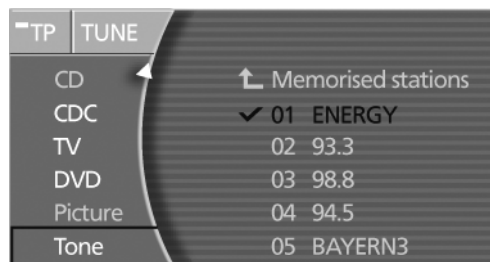 TP TUNE
CD
CDC
TV
DVD
Picture
Tone
Memorised stations
01 ENERGY
02 93.3
03 98.8
04 94.5
05 BAYERN3